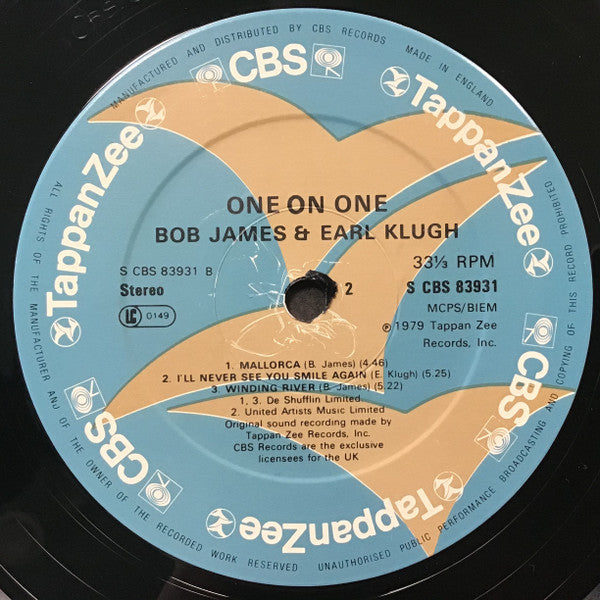 MANUFACTURED AND DISTRIBUTED BY CBS RECORDS
MADE IN ENGLAND
CBS
TappanZee
TappanZee
ONE ON ONE
BOB JAMES & EARL KLUGH
S CBS 83931 B
Stereo
LC 0149
2
33⅓ RPM
S CBS 83931
MCPS/BIEM
℗ 1979 Tappan Zee
Records, Inc.
1. MALLORCA (B. James) (4.46)
2. I'LL NEVER SEE YOU SMILE AGAIN (E. Klugh) (5.25)
3. WINDING RIVER (B. James) (5.22)
1. 3. De Shufflin Limited
2. United Artists Music Limited
Original sound recording made by
Tappan Zee Records, Inc.
CBS Records are the exclusive
licensees for the UK
CBS
CBS
TappanZee
TappanZee
ALL RIGHTS OF THE MANUFACTURER AND OF THE OWNER OF THE RECORDED WORK RESERVED
UNAUTHORISED PUBLIC PERFORMANCE BROADCASTING AND COPYING OF THIS RECORD PROHIBITED